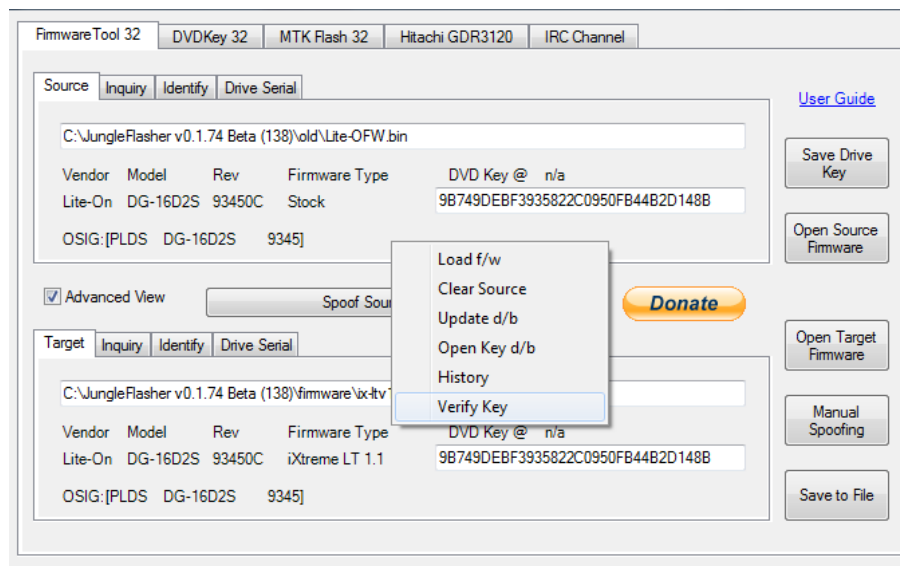 FirmwareTool 32 DVDKey 32 MTK Flash 32 Hitachi GDR3120 IRC Channel
Source Inquiry Identify Drive Serial
User Guide
C:\JungleFlasher v0.1.74 Beta (138)\old\Lite-OFW.bin
Save Drive
Key
Vendor Model Rev Firmware Type DVD Key @ n/a
Lite-On DG-16D2S 93450C Stock 9B749DEBF3935822C0950FB44B2D148B
Open Source
Firmware
OSIG:[PLDS DG-16D2S 9345]
Load f/w
Clear Source
Update d/b
Open Key d/b
History
Verify Key
Advanced View Spoof Sour
Donate
Target Inquiry Identify Drive Serial
Open Target
Firmware
C:\JungleFlasher v0.1.74 Beta (138)\firmware\ix-ltv
Manual
Spoofing
Vendor Model Rev Firmware Type DVD Key @ n/a
Lite-On DG-16D2S 93450C iXtreme LT 1.1 9B749DEBF3935822C0950FB44B2D148B
OSIG:[PLDS DG-16D2S 9345]
Save to File